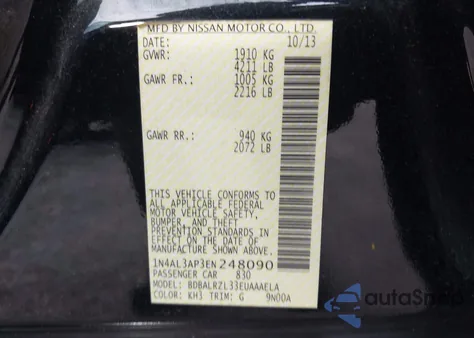 MFD BY NISSAN MOTOR CO., LTD.
DATE: 10/13
GVWR: 1910 KG
4211 LB
GAWR FR.: 1005 KG
2216 LB
GAWR RR.: 940 KG
2072 LB
THIS VEHICLE CONFORMS TO
ALL APPLICABLE FEDERAL
MOTOR VEHICLE SAFETY,
BUMPER, AND THEFT
PREVENTION STANDARDS IN
EFFECT ON THE DATE OF
MANUFACTURE SHOWN ABOVE.
1N4AL3AP3EN248090
PASSENGER CAR 830
MODEL: BDBALRZL33EUAAAELA
COLOR: KH3 TRIM: G 9N00A
autoSnap